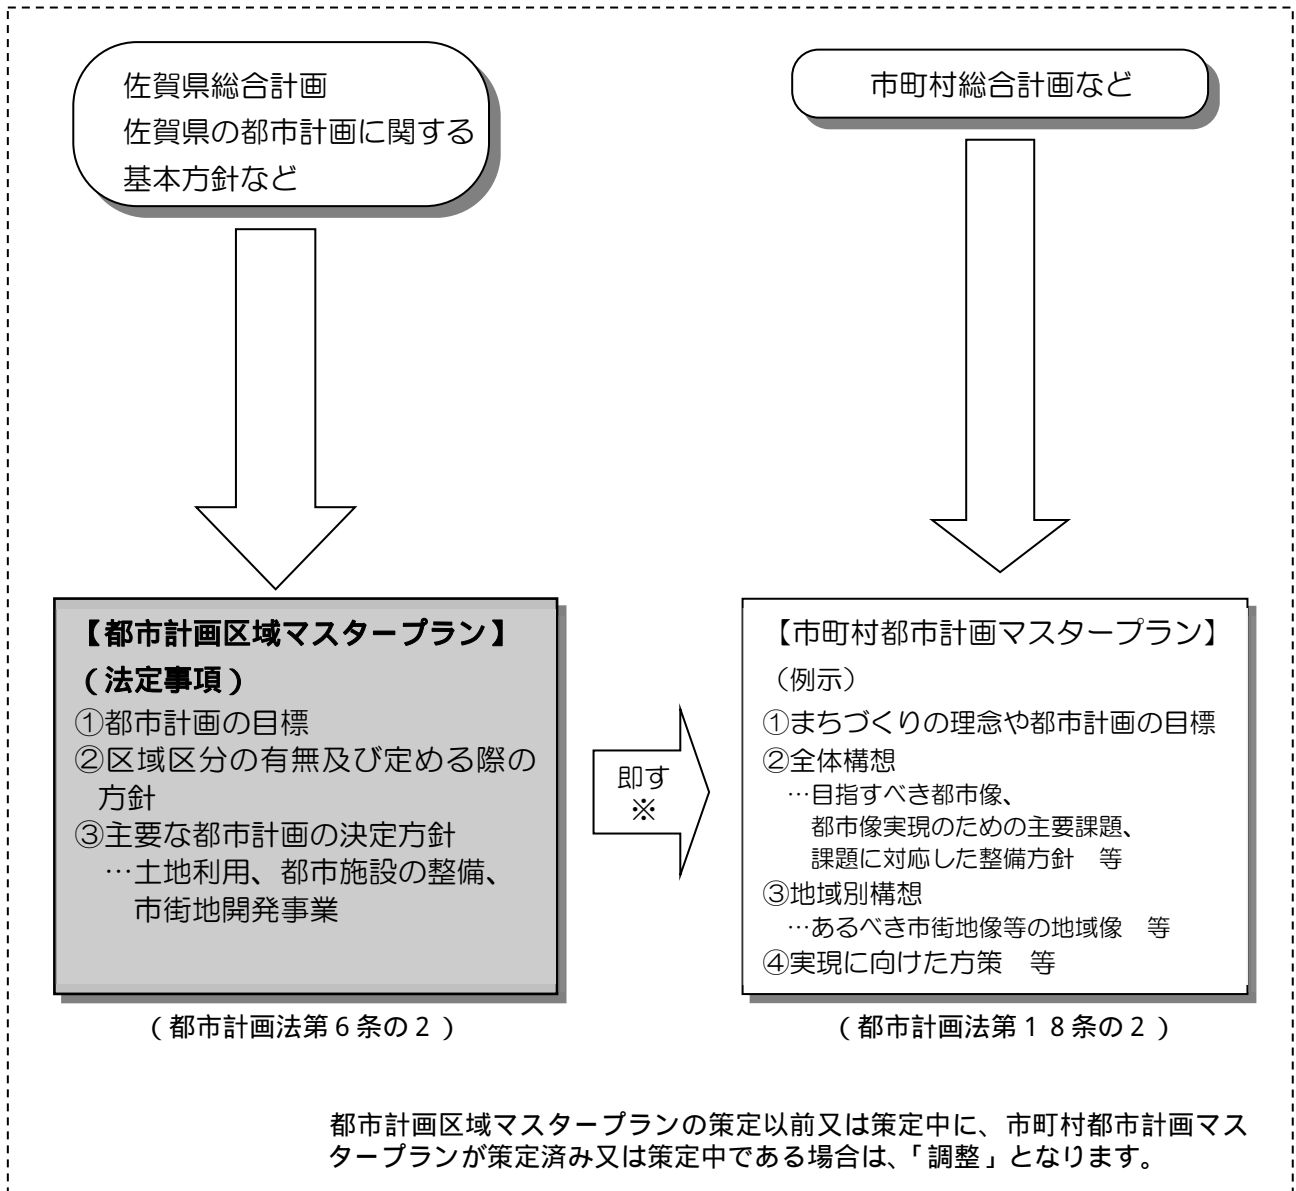 佐賀県総合計画
佐賀県の都市計画に関する
基本方針など
市町村総合計画など
【都市計画区域マスタープラン】
（法定事項）
①都市計画の目標
②区域区分の有無及び定める際の
方針
③主要な都市計画の決定方針
…土地利用、都市施設の整備、
市街地開発事業
（都市計画法第６条の２）
即す
※
【市町村都市計画マスタープラン】
（例示）
①まちづくりの理念や都市計画の目標
②全体構想
…目指すべき都市像、
都市像実現のための主要課題、
課題に対応した整備方針　等
③地域別構想
…あるべき市街地像等の地域像　等
④実現に向けた方策　等
（都市計画法第１８条の２）
都市計画区域マスタープランの策定以前又は策定中に、市町村都市計画マス
タープランが策定済み又は策定中である場合は、「調整」となります。